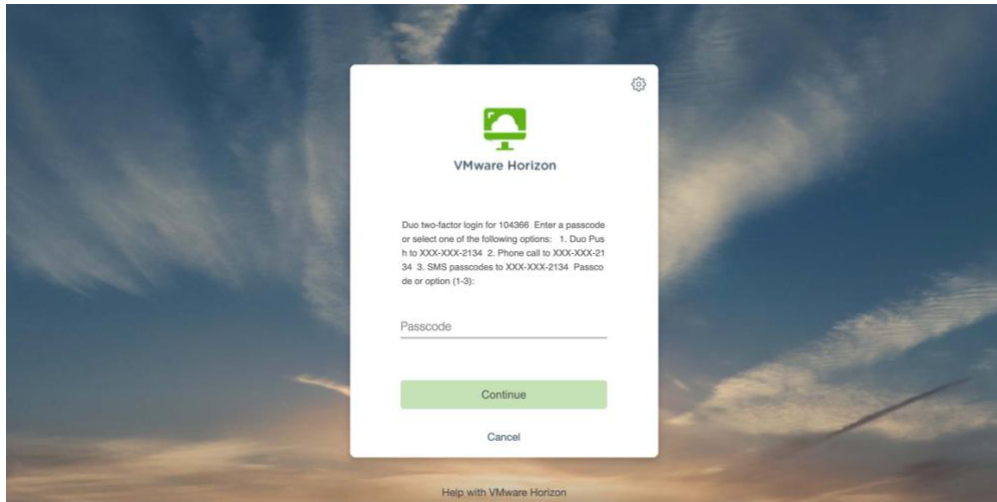 VMware Horizon
Duo two-factor login for 104366 Enter a passcode
or select one of the following options: 1. Duo Pus
h to XXX-XXX-2134 2. Phone call to XXX-XXX-21
34 3. SMS passcodes to XXX-XXX-2134 Passco
de or option (1-3):
Passcode
Continue
Cancel
Help with VMware Horizon